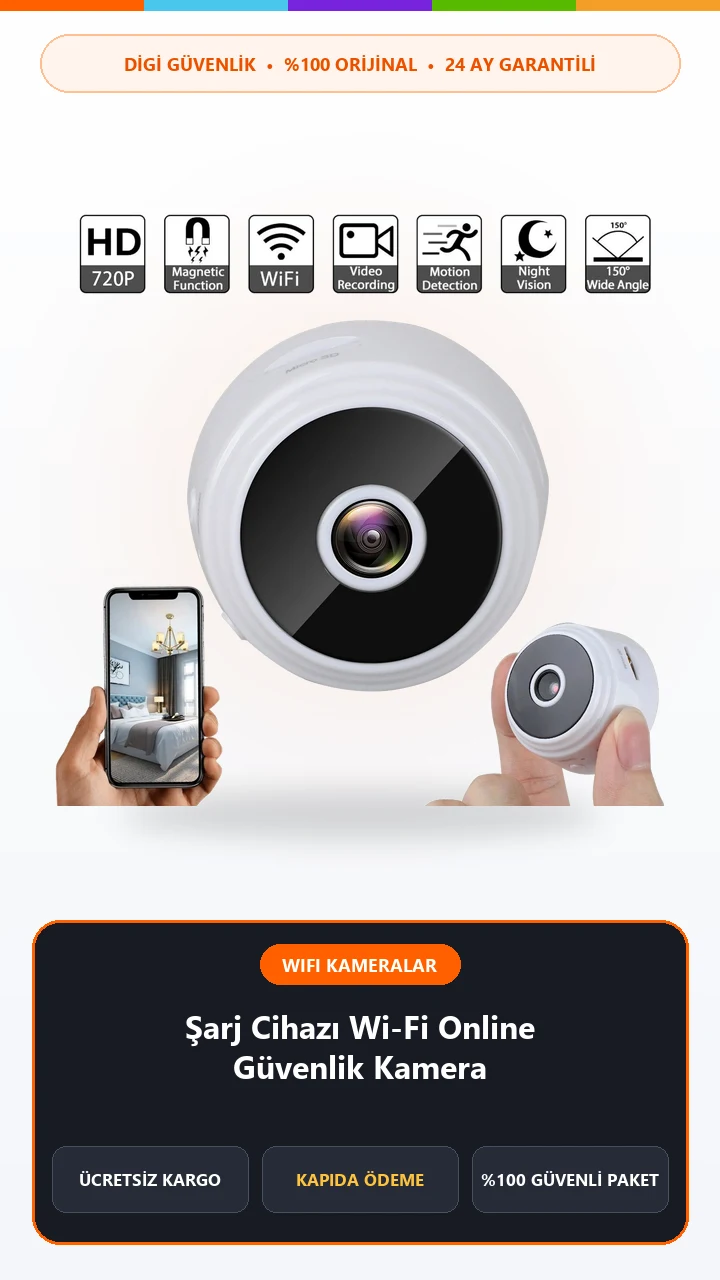 DİGİ GÜVENLİK • %100 ORİJİNAL • 24 AY GARANTİLİ
HD
720P
Magnetic
Function
WiFi
Video
Recording
Motion
Detection
Night
Vision
150°
150°
Wide Angle
WIFI KAMERALAR
Şarj Cihazı Wi-Fi Online
Güvenlik Kamera
ÜCRETSİZ KARGO
KAPIDA ÖDEME
%100 GÜVENLİ PAKET